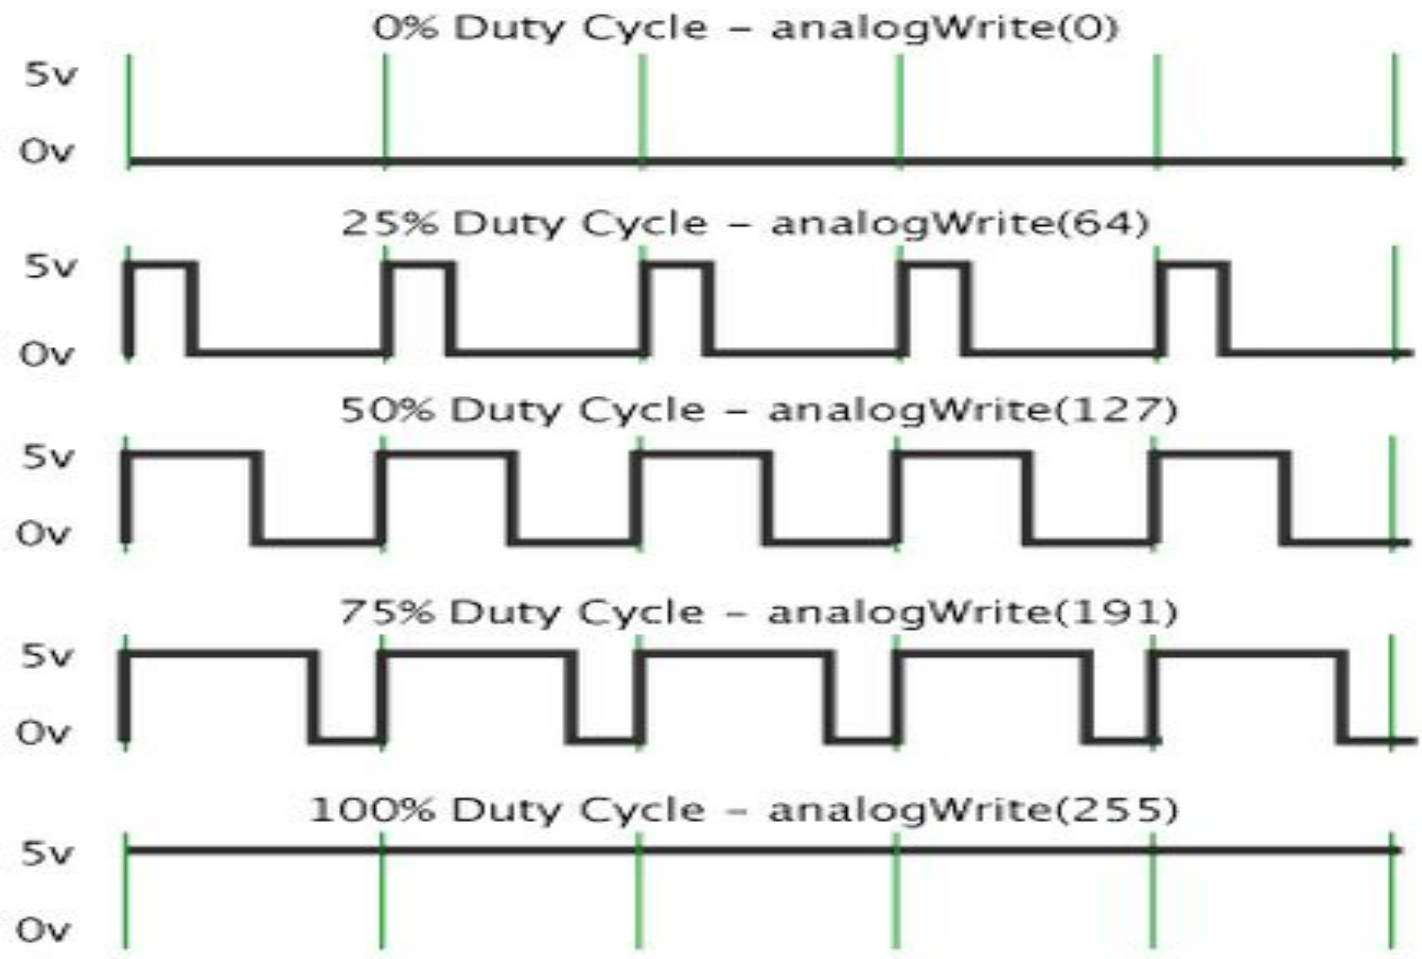 0% Duty Cycle – analogWrite(0)
5v
0v
25% Duty Cycle – analogWrite(64)
5v
0v
50% Duty Cycle – analogWrite(127)
5v
0v
75% Duty Cycle – analogWrite(191)
5v
0v
100% Duty Cycle – analogWrite(255)
5v
0v